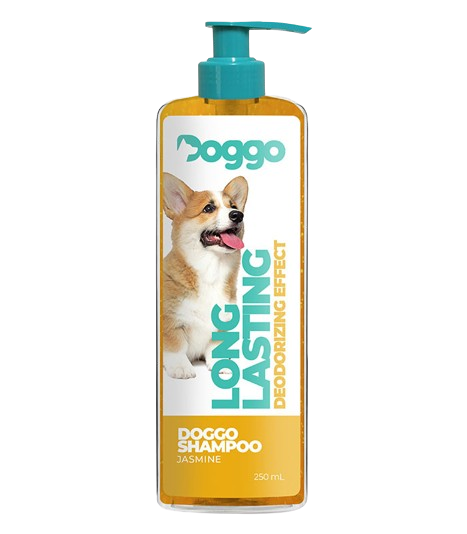 Doggo
LONG
LASTING
DEODORIZING EFFECT
DOGGO
SHAMPOO
JASMINE
250 mL